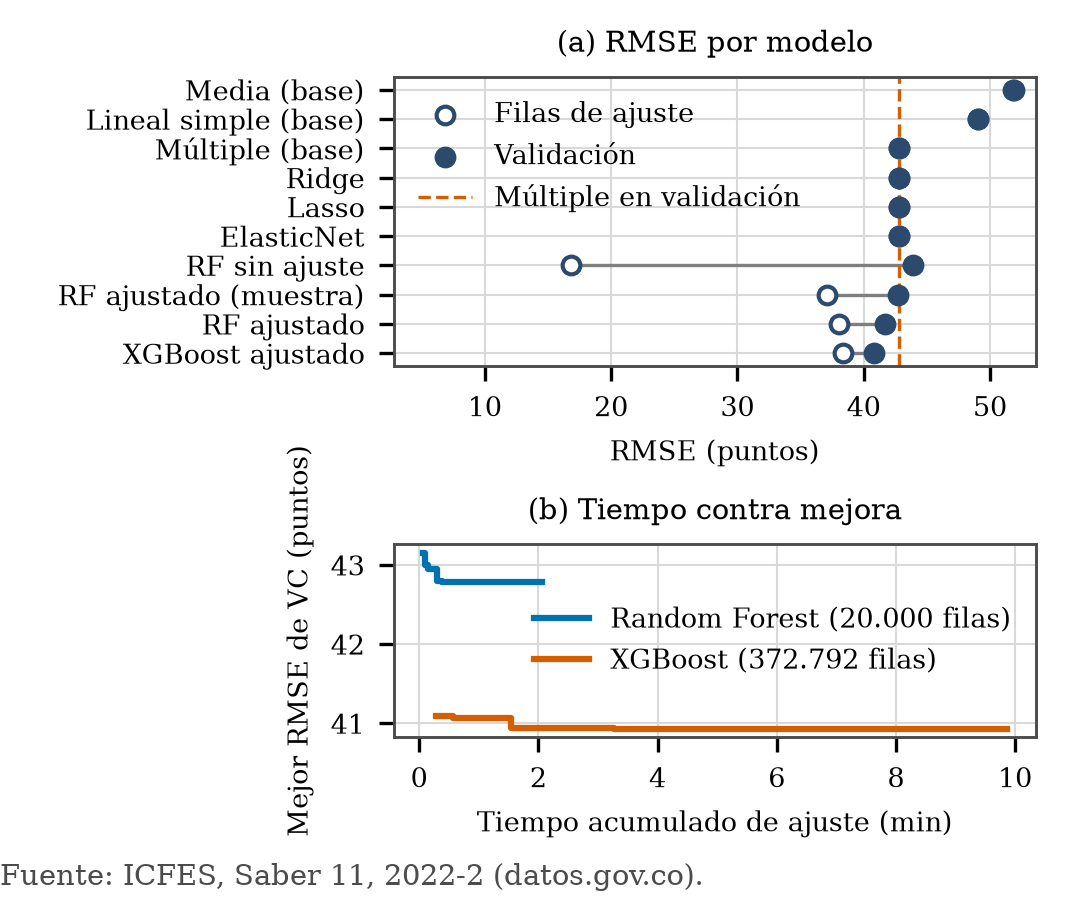 (a) RMSE por modelo
Media (base)
Lineal simple (base)
Múltiple (base)
Ridge
Lasso
ElasticNet
RF sin ajuste
RF ajustado (muestra)
RF ajustado
XGBoost ajustado
Filas de ajuste
Validación
Múltiple en validación
10 20 30 40 50
RMSE (puntos)
(b) Tiempo contra mejora
Mejor RMSE de VC (puntos)
43
42
41
Random Forest (20.000 filas)
XGBoost (372.792 filas)
0 2 4 6 8 10
Tiempo acumulado de ajuste (min)
Fuente: ICFES, Saber 11, 2022-2 (datos.gov.co).